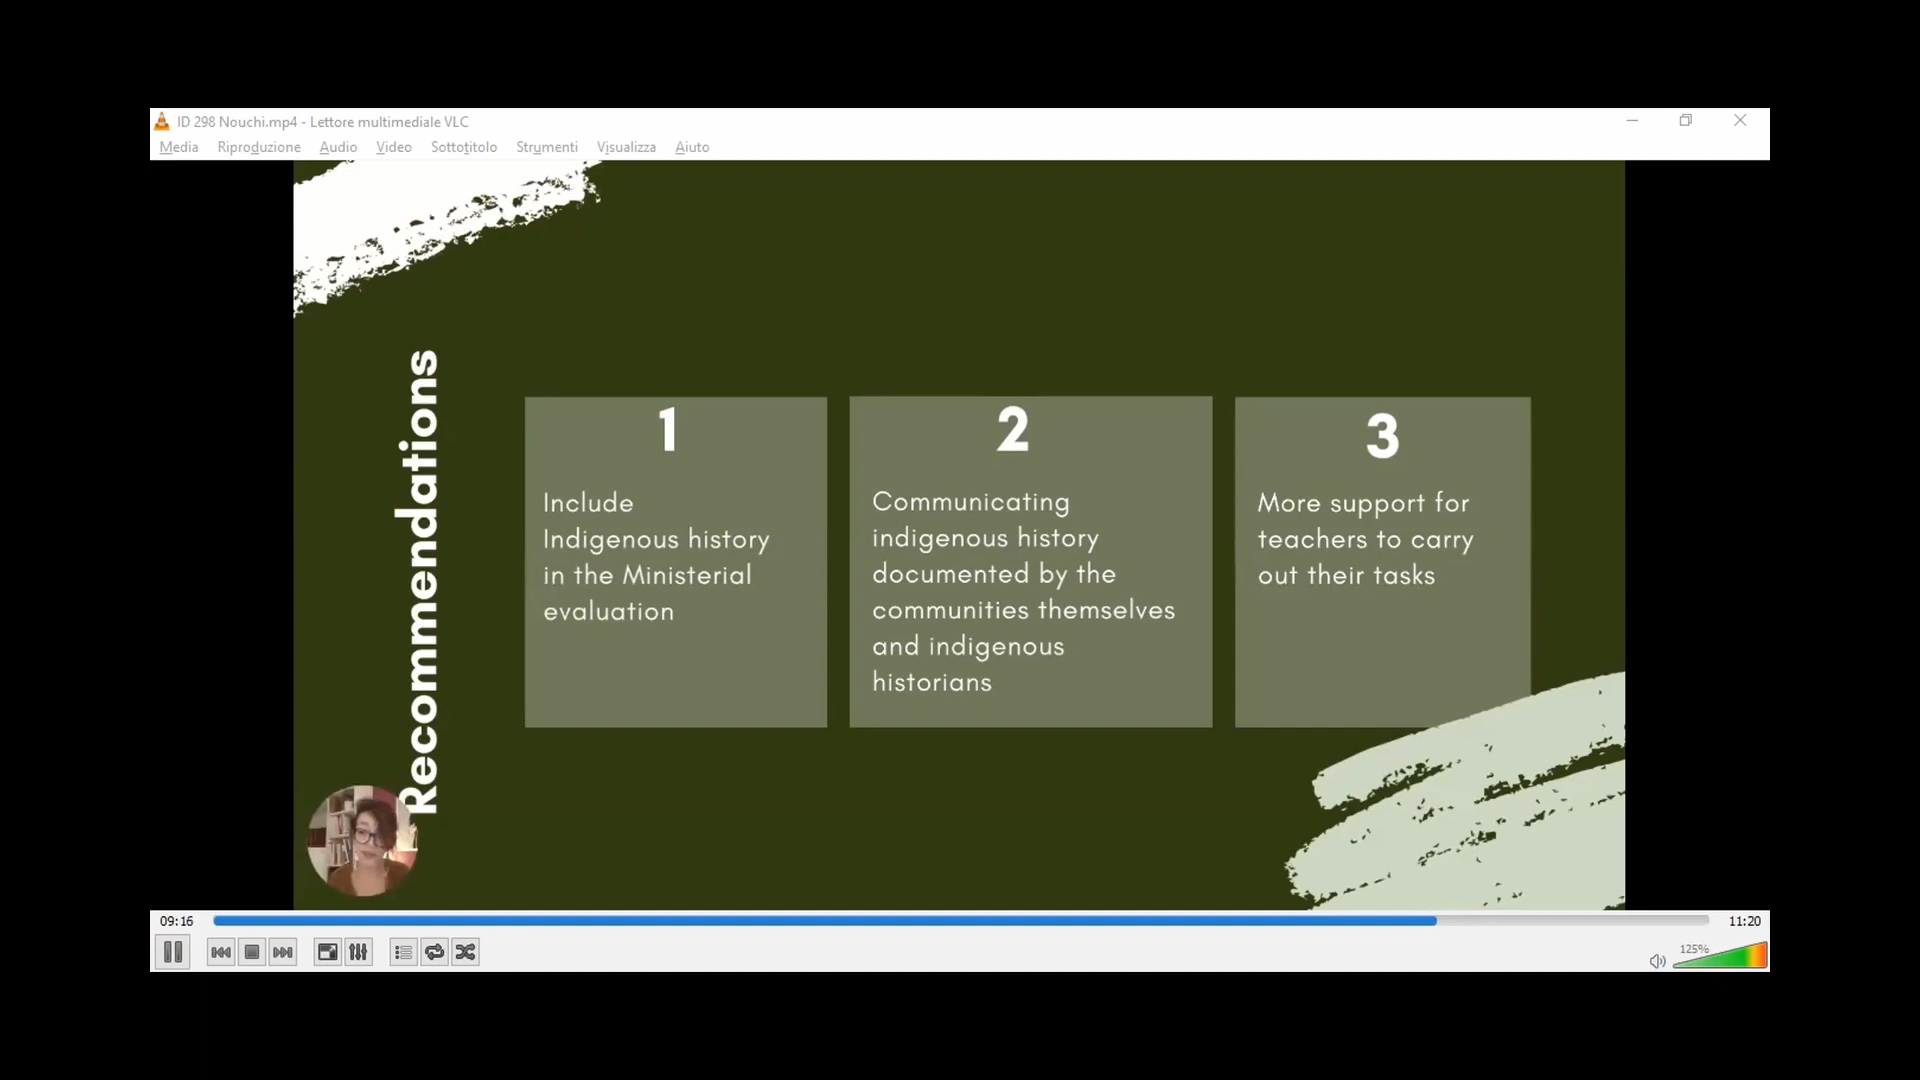 ID 298 Nouchi.mp4 - Lettore multimediale VLC
Media Riproduzione Audio Video Sottotitolo Strumenti Visualizza Aiuto
Recommendations
1
Include
Indigenous history
in the Ministerial
evaluation
2
Communicating
indigenous history
documented by the
communities themselves
and indigenous
historians
3
More support for
teachers to carry
out their tasks
09:16
11:20
125%